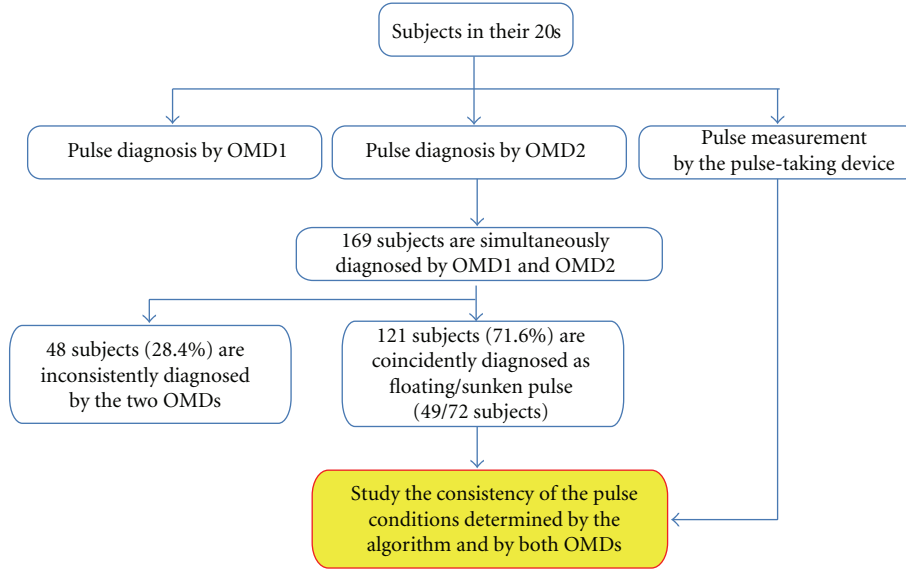 Subjects in their 20s
Pulse diagnosis by OMD1
Pulse diagnosis by OMD2
Pulse measurement
by the pulse-taking device
169 subjects are simultaneously
diagnosed by OMD1 and OMD2
48 subjects (28.4%) are
inconsistently diagnosed
by the two OMDs
121 subjects (71.6%) are
coincidently diagnosed as
floating/sunken pulse
(49/72 subjects)
Study the consistency of the pulse
conditions determined by the
algorithm and by both OMDs